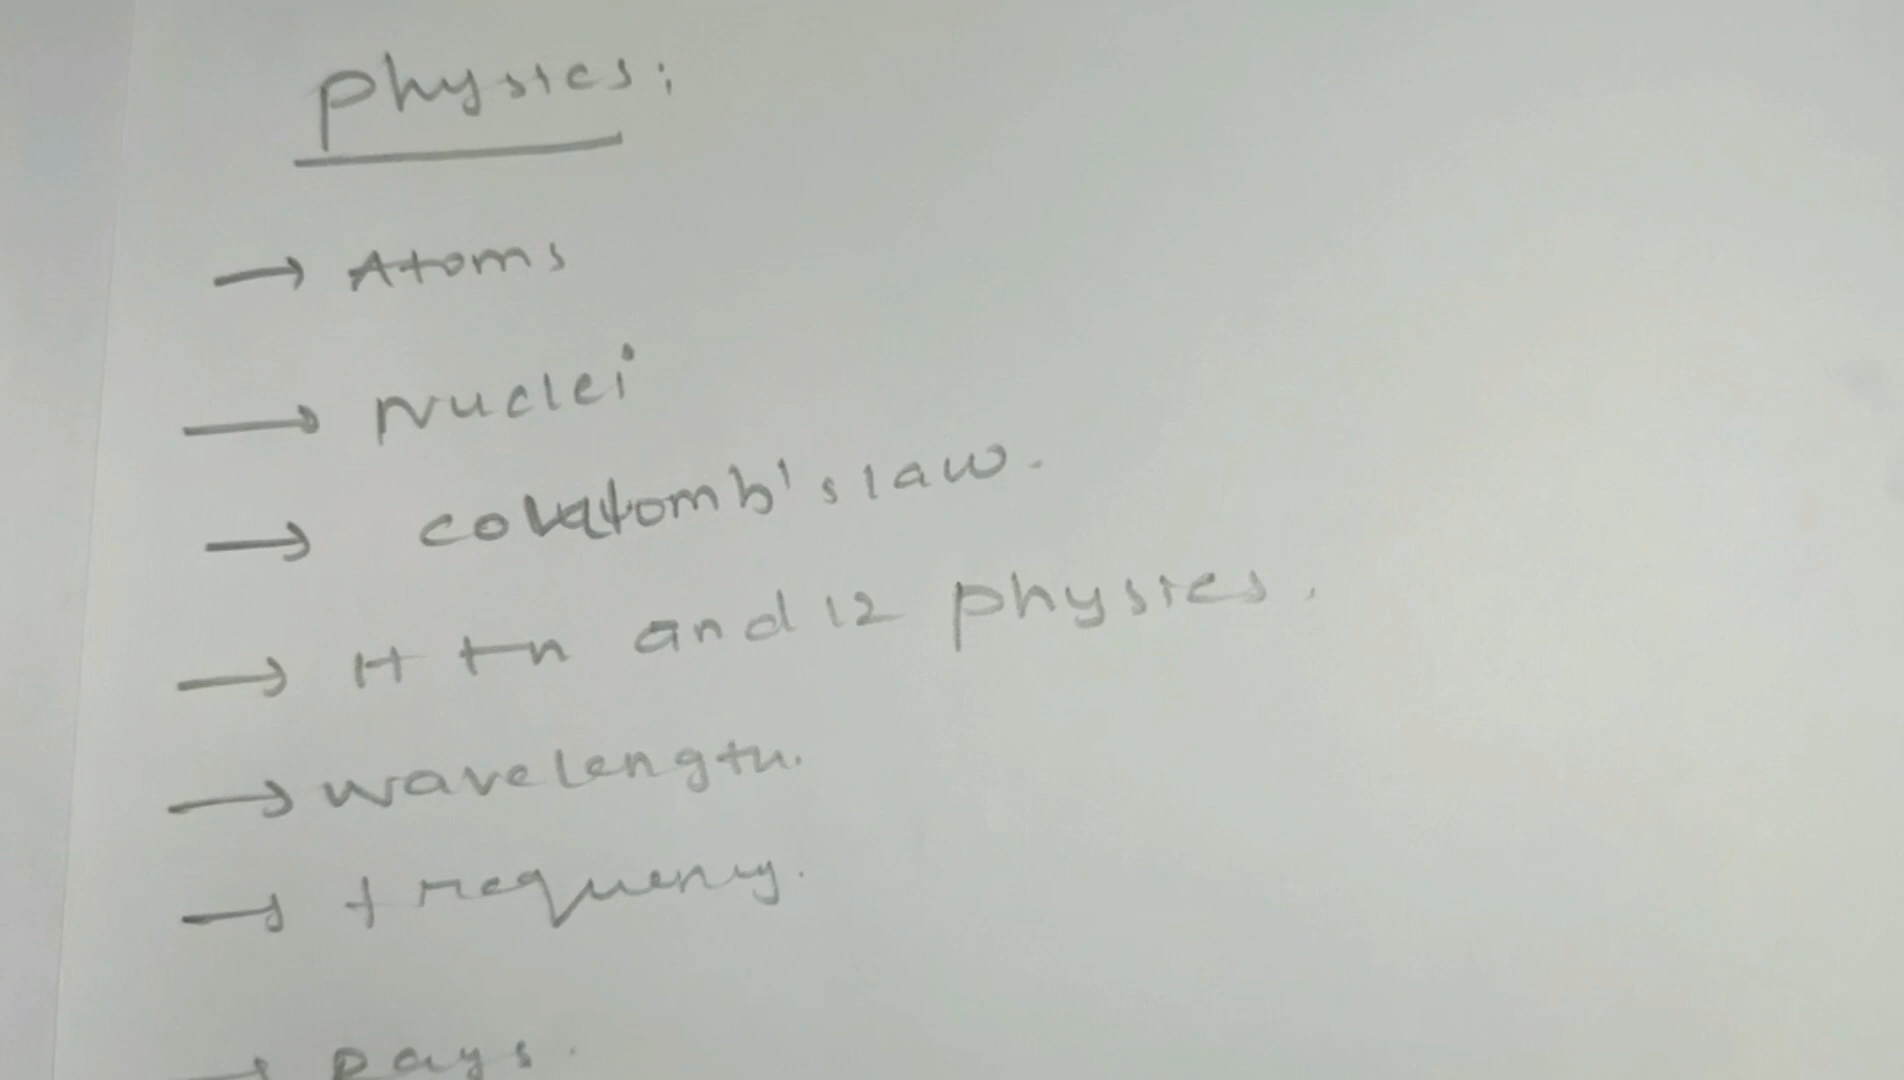 Physics:
→ Atoms
→ Nuclei
→ coulomb's law.
→ 11 th and 12 physics.
→ wavelength.
→ frequency.
→ Rays.